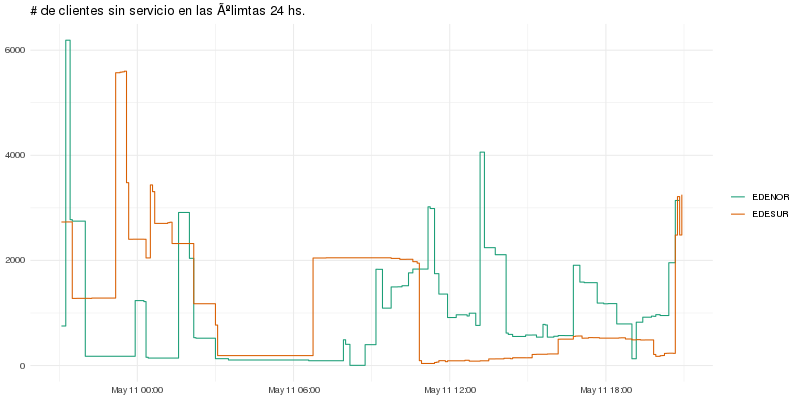 # de clientes sin servicio en las Ãºlimtas 24 hs.
6000
4000
2000
0
May 11 00:00
May 11 06:00
May 11 12:00
May 11 18:00
EDENOR
EDESUR